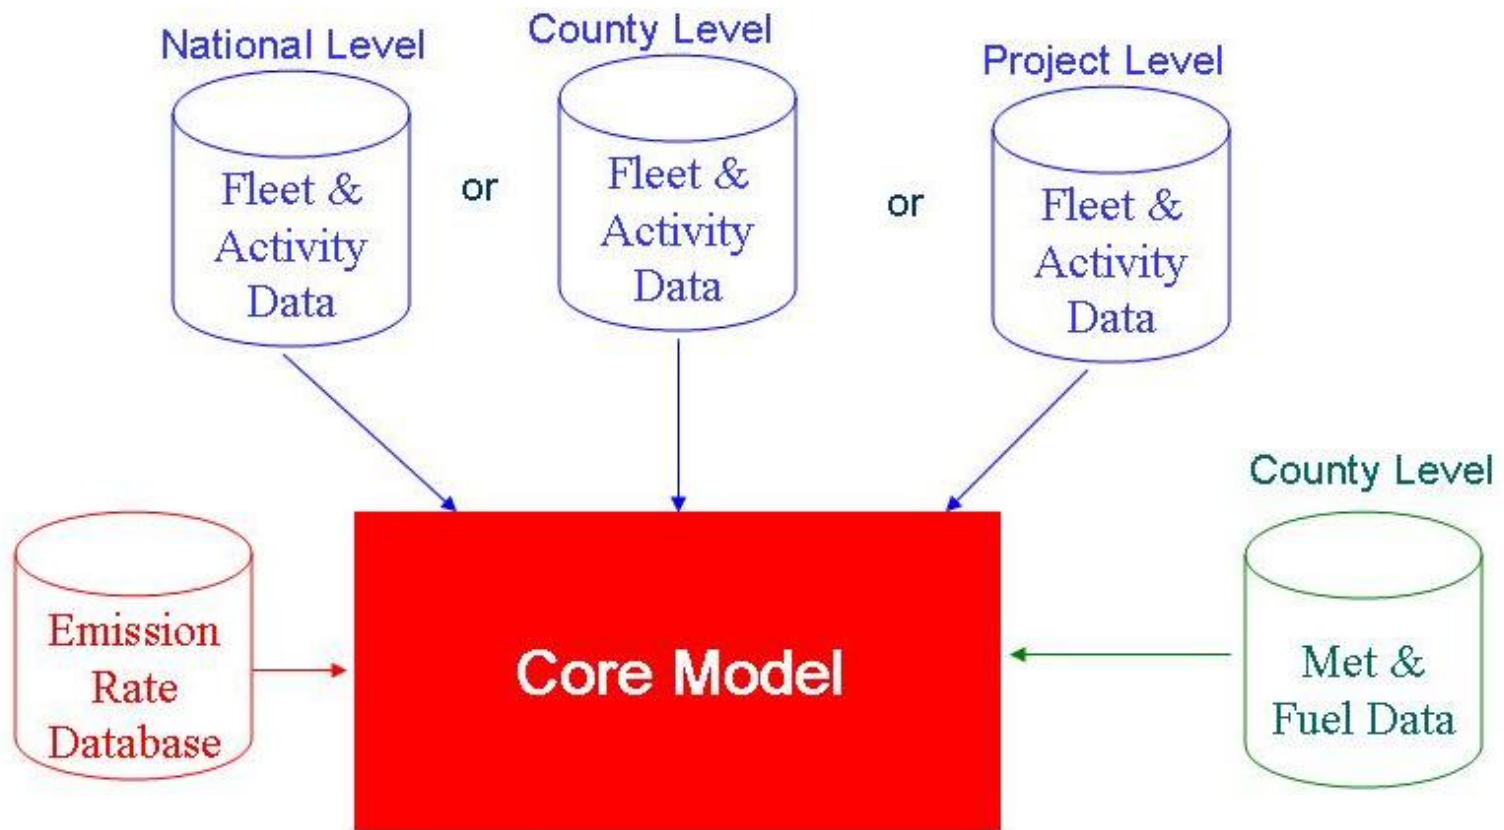 National Level
Fleet &
Activity
Data
or
County Level
Fleet &
Activity
Data
or
Project Level
Fleet &
Activity
Data
Emission
Rate
Database
Core Model
County Level
Met &
Fuel Data